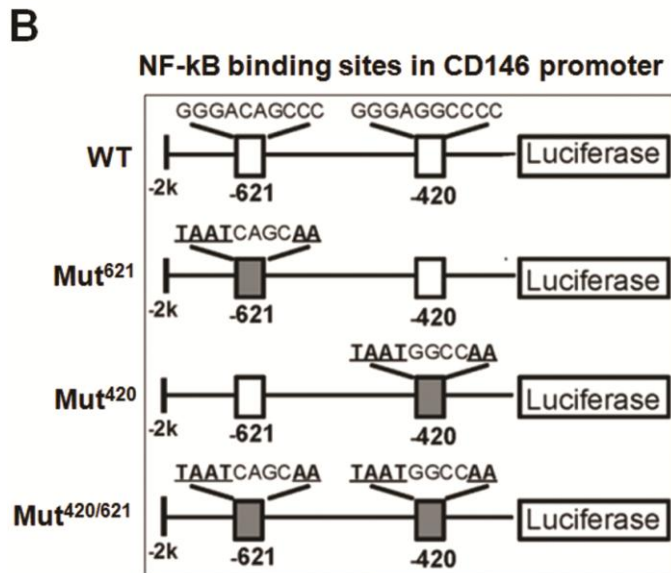 B
NF-kB binding sites in CD146 promoter
GGGACAGCCC GGGAGGCCCC
WT Luciferase
-2k -621 -420
TAATCAGCAA
Mut621 Luciferase
-2k -621 -420
TAATGGCCAA
Mut420 Luciferase
-2k -621 -420
TAATCAGCAA TAATGGCCAA
Mut420/621 Luciferase
-2k -621 -420